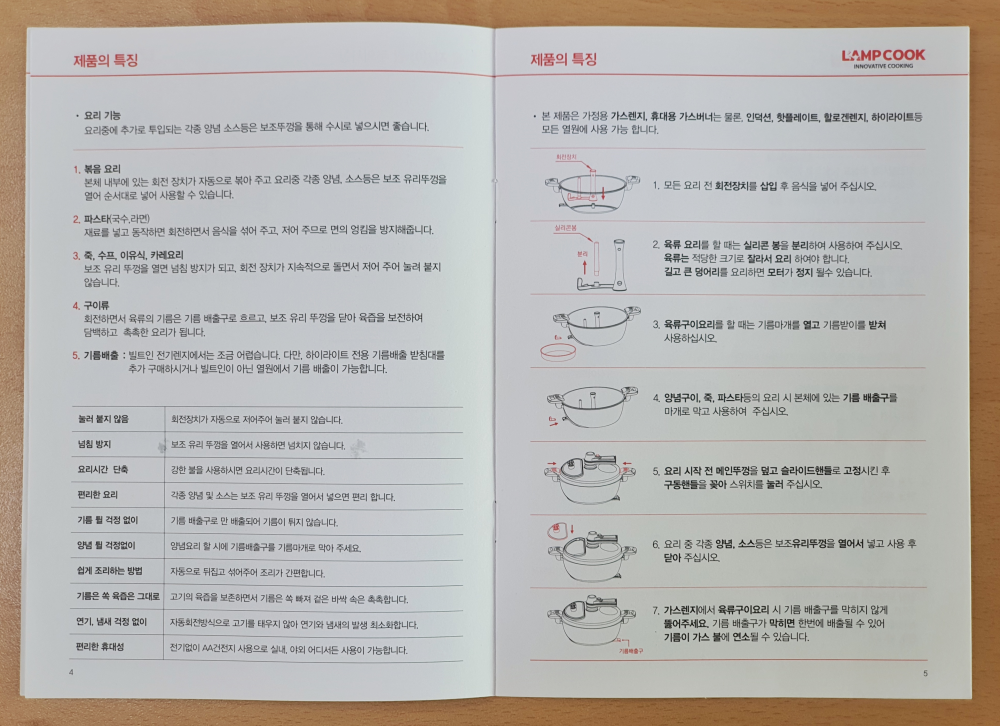 제품의 특징
• 요리 기능
요리중에 추가로 투입되는 각종 양념 소스등은 보조뚜껑을 통해 수시로 넣으시면 좋습니다.
1. 볶음 요리
본체 내부에 있는 회전 장치가 자동으로 볶아 주고 요리중 각종 양념, 소스등은 보조 유리뚜껑을
열어 순서대로 넣어 사용할 수 있습니다.
2. 파스타(국수,라면)
재료를 넣고 동작하면 회전하면서 음식을 섞어 주고, 저어 주므로 면의 엉킴을 방지해줍니다.
3. 죽, 수프, 이유식, 카레요리
보조 유리 뚜껑을 열면 넘침 방지가 되고, 회전 장치가 지속적으로 돌면서 저어 주어 눌려 붙지
않습니다.
4. 구이류
회전하면서 육류의 기름은 기름 배출구로 흐르고, 보조 유리 뚜껑을 닫아 육즙을 보전하여
담백하고 촉촉한 요리가 됩니다.
5. 기름배출 : 빌트인 전기렌지에서는 조금 어렵습니다. 다만, 하이라이트 전용 기름배출 받침대를
추가 구매하시거나 빌트인이 아닌 열원에서 기름 배출이 가능합니다.
눌러 붙지 않음 회전장치가 자동으로 저어주어 눌러 붙지 않습니다.
넘침 방지 보조 유리 뚜껑을 열어서 사용하면 넘치지 않습니다.
요리시간 단축 강한 불을 사용하시면 요리시간이 단축됩니다.
편리한 요리 각종 양념 및 소스는 보조 유리 뚜껑을 열어서 넣으면 편리 합니다.
기름 튈 걱정 없이 기름 배출구로 만 배출되어 기름이 튀지 않습니다.
양념 튈 걱정없이 양념요리 할 시에 기름배출구를 기름마개로 막아 주세요.
쉽게 조리하는 방법 자동으로 뒤집고 섞어주어 조리가 간편합니다.
기름은 쏙 육즙은 그대로 고기의 육즙을 보존하면서 기름은 쏙 빠져 겉은 바싹 속은 촉촉합니다.
연기, 냄새 걱정 없이 자동회전방식으로 고기를 태우지 않아 연기와 냄새의 발생 최소화합니다.
편리한 휴대성 전기없이 AA건전지 사용으로 실내, 야외 어디서든 사용이 가능합니다.
4
제품의 특징
LAMPCOOK
INNOVATIVE COOKING
• 본 제품은 가정용 가스렌지, 휴대용 가스버너는 물론, 인덕션, 핫플레이트, 할로겐렌지, 하이라이트등
모든 열원에 사용 가능 합니다.
회전장치
1. 모든 요리 전 회전장치를 삽입 후 음식을 넣어 주십시오.
실리콘봉
분리
2. 육류 요리를 할 때는 실리콘 봉을 분리하여 사용하여 주십시오.
육류는 적당한 크기로 잘라서 요리 하여야 합니다.
길고 큰 덩어리를 요리하면 모터가 정지 될수 있습니다.
3. 육류구이요리를 할 때는 기름마개를 열고 기름받이를 받쳐
사용하십시오.
4. 양념구이, 죽, 파스타등의 요리 시 본체에 있는 기름 배출구를
마개로 막고 사용하여 주십시오.
5. 요리 시작 전 메인뚜껑을 덮고 슬라이드핸들로 고정시킨 후
구동핸들을 꽂아 스위치를 눌러 주십시오.
6. 요리 중 각종 양념, 소스등은 보조유리뚜껑을 열어서 넣고 사용 후
닫아 주십시오.
7. 가스렌지에서 육류구이요리 시 기름 배출구를 막히지 않게
뚫어주세요. 기름 배출구가 막히면 한번에 배출될 수 있어
기름이 가스 불에 연소될 수 있습니다.
기름배출구
5